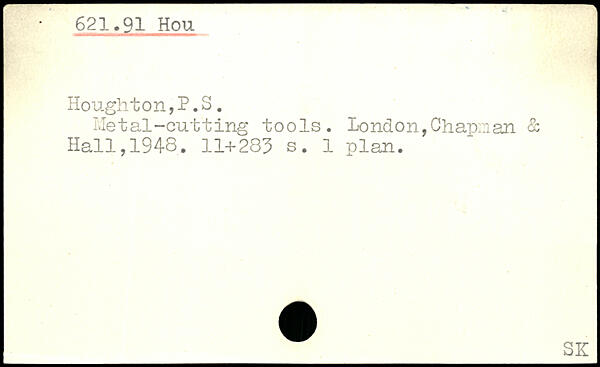 621.91 Hou
Houghton,P.S.
Metal-cutting tools. London,Chapman &
Hall,1948. 11+283 s. 1 plan.
SK